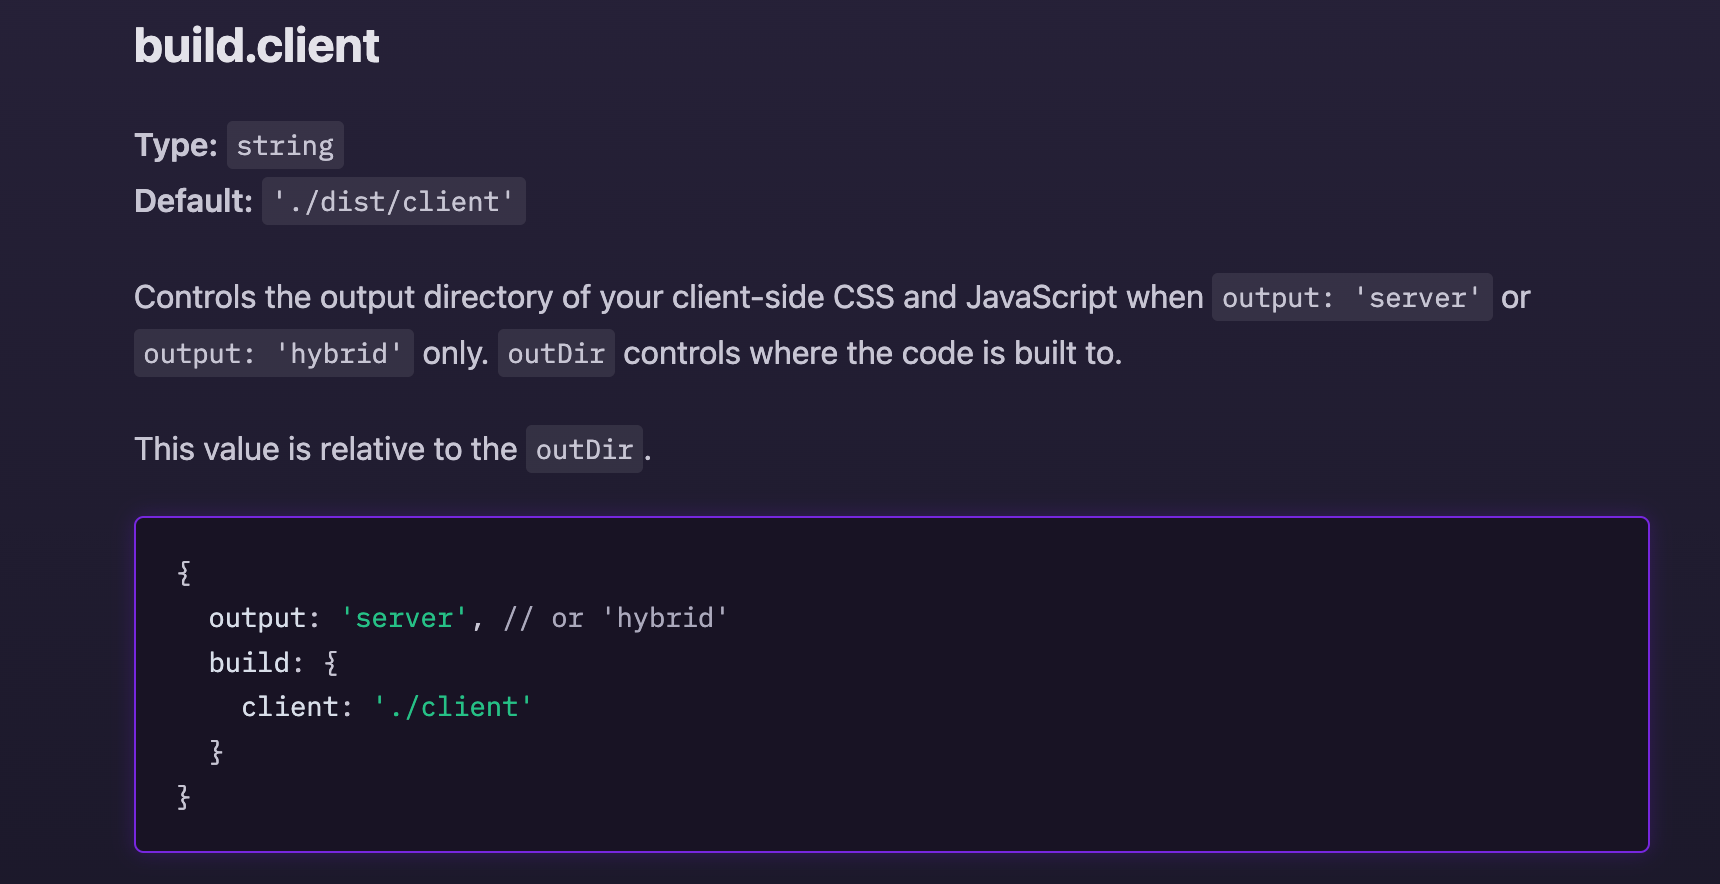 build.client
Type: string
Default: './dist/client'
Controls the output directory of your client-side CSS and JavaScript when output: 'server' or
output: 'hybrid' only. outDir controls where the code is built to.
This value is relative to the outDir.
{
  output: 'server', // or 'hybrid'
  build: {
    client: './client'
  }
}